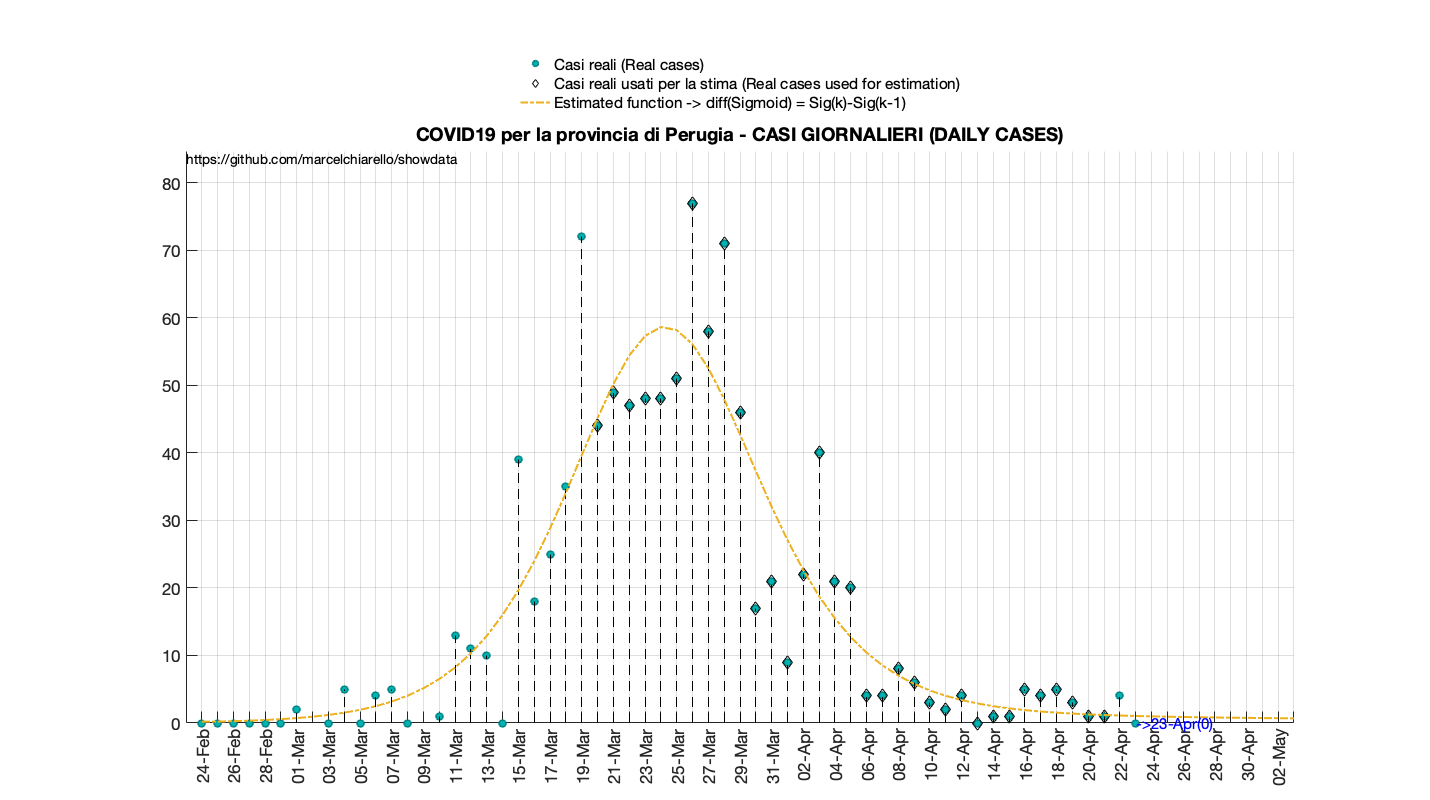 Casi reali (Real cases)
Casi reali usati per la stima (Real cases used for estimation)
Estimated function -> diff(Sigmoid) = Sig(k)-Sig(k-1)
COVID19 per la provincia di Perugia - CASI GIORNALIERI (DAILY CASES)
https://github.com/marcelchiarello/showdata
80
70
60
50
40
30
20
10
0
->23-Apr(0)
24-Feb
26-Feb
28-Feb
01-Mar
03-Mar
05-Mar
07-Mar
09-Mar
11-Mar
13-Mar
15-Mar
17-Mar
19-Mar
21-Mar
23-Mar
25-Mar
27-Mar
29-Mar
31-Mar
02-Apr
04-Apr
06-Apr
08-Apr
10-Apr
12-Apr
14-Apr
16-Apr
18-Apr
20-Apr
22-Apr
24-Apr
26-Apr
28-Apr
30-Apr
02-May